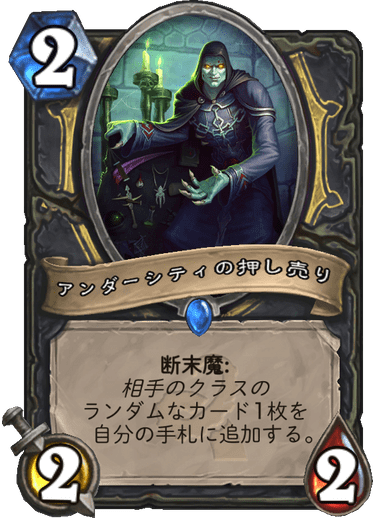 2
アンダーシティの押し売り
断末魔:
相手のクラスの
ランダムなカード1枚を
自分の手札に追加する。
2
2